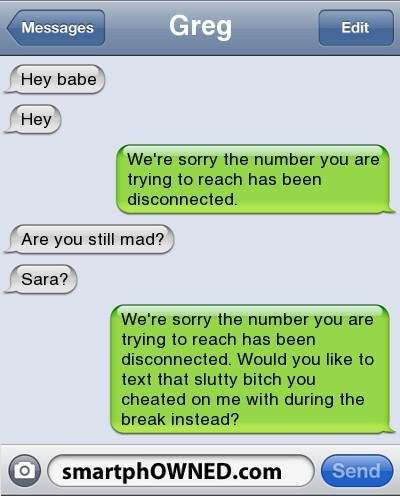 Messages
Greg
Edit
Hey babe
Hey
We're sorry the number you are
trying to reach has been
disconnected.
Are you still mad?
Sara?
We're sorry the number you are
trying to reach has been
disconnected. Would you like to
text that slutty bitch you
cheated on me with during the
break instead?
smartphOWNED.com
Send